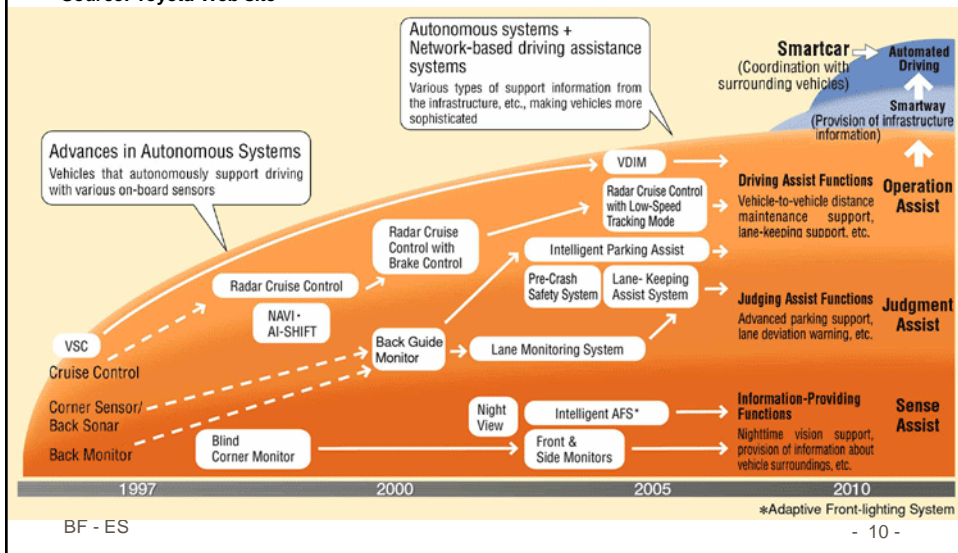 Source: Toyota Web site
Autonomous systems +
Network-based driving assistance
systems
Various types of support information from
the infrastructure, etc., making vehicles more
sophisticated
Smartcar
(Coordination with
surrounding vehicles)
Automated
Driving
Smartway
(Provision of infrastructure
information)
Advances in Autonomous Systems
Vehicles that autonomously support driving
with various on-board sensors
VDIM
Radar Cruise Control
with Low-Speed
Tracking Mode
Driving Assist Functions
Vehicle-to-vehicle distance
maintenance support,
lane-keeping support, etc.
Operation
Assist
Radar Cruise
Control with
Brake Control
Intelligent Parking Assist
Radar Cruise Control
Pre-Crash
Safety System
Lane- Keeping
Assist System
NAVI・
AI-SHIFT
Judging Assist Functions
Advanced parking support,
lane deviation warning, etc.
Judgment
Assist
VSC
Back Guide
Monitor
Lane Monitoring System
Cruise Control
Corner Sensor/
Back Sonar
Back Monitor
Blind
Corner Monitor
Night
View
Intelligent AFS*
Front &
Side Monitors
Information-Providing
Functions
Nighttime vision support,
provision of information about
vehicle surroundings, etc.
Sense
Assist
1997
2000
2005
2010
*Adaptive Front-lighting System
BF - ES
- 10 -